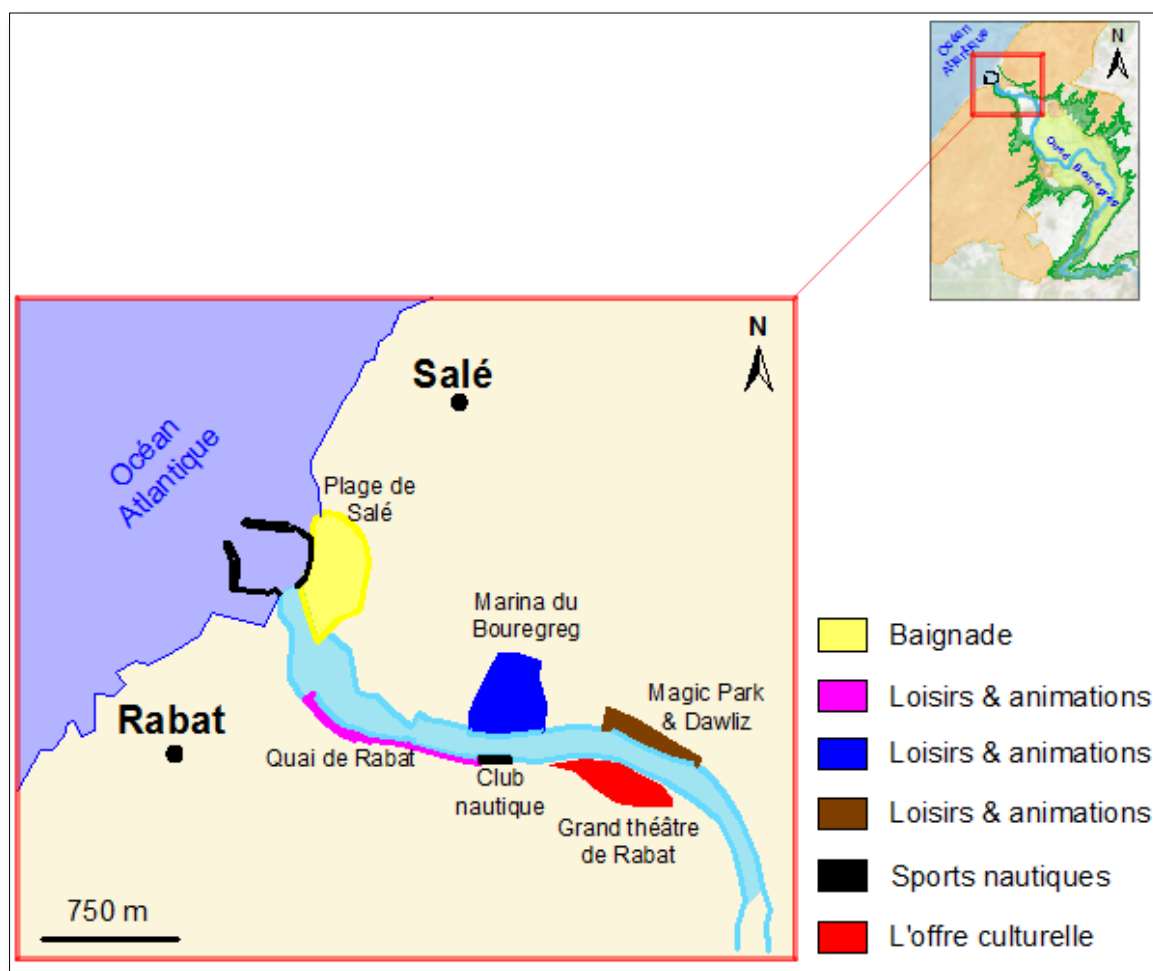 Océan
Atlantique
N
Oued Bouregreg
N
Salé
Océan
Atlantique
Plage de
Salé
Marina du
Bouregreg
Magic Park
& Dawliz
Rabat
Quai de Rabat
Club
nautique
Grand théâtre
de Rabat
750 m
Baignade
Loisirs & animations
Loisirs & animations
Loisirs & animations
Sports nautiques
L'offre culturelle